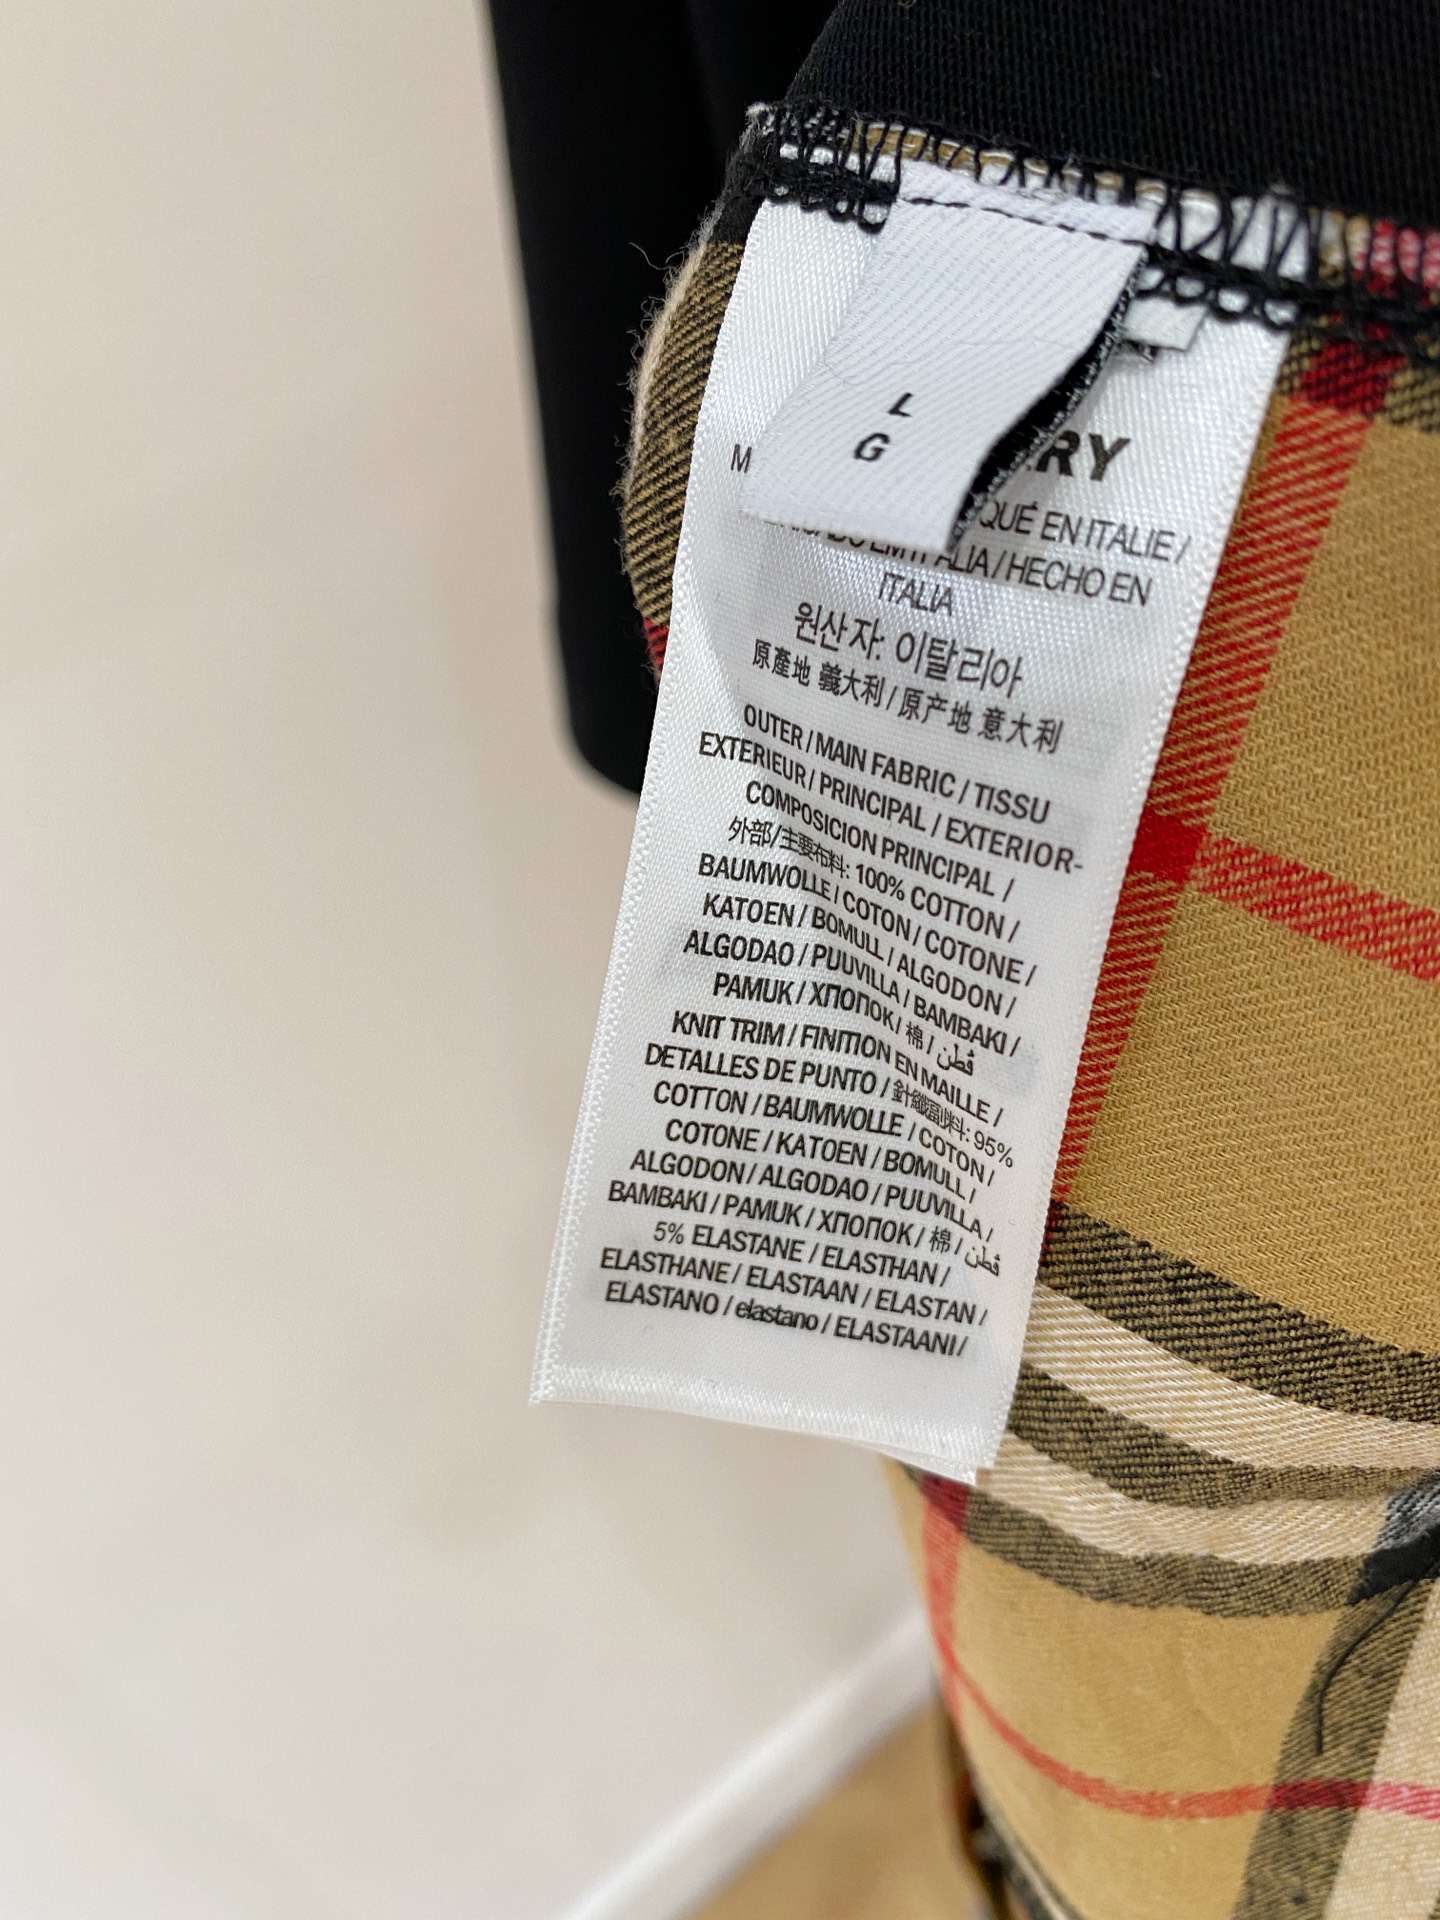 L
G
RY
M
QUÉ EN ITALIE /
ITALIA / HECHO EN
ITALIA
원산자: 이탈리아
原產地 義大利 / 原产地 意大利
OUTER / MAIN FABRIC / TISSU
EXTERIEUR / PRINCIPAL / EXTERIOR-
COMPOSICION PRINCIPAL /
外部/主要布料: 100% COTTON /
BAUMWOLLE / COTON / COTONE /
KATOEN / BOMULL / ALGODON /
ALGODAO / PUUVILLA / BAMBAKI /
PAMUK / ХПОПОК / 棉 / قطن
KNIT TRIM / FINITION EN MAILLE /
DETALLES DE PUNTO / 針織副料: 95%
COTTON / BAUMWOLLE / COTON /
COTONE / KATOEN / BOMULL /
ALGODON / ALGODAO / PUUVILLA /
BAMBAKI / PAMUK / ХПОПОК / 棉 / قطن
5% ELASTANE / ELASTHAN /
ELASTHANE / ELASTAAN / ELASTAN /
ELASTANO / elastano / ELASTAANI /